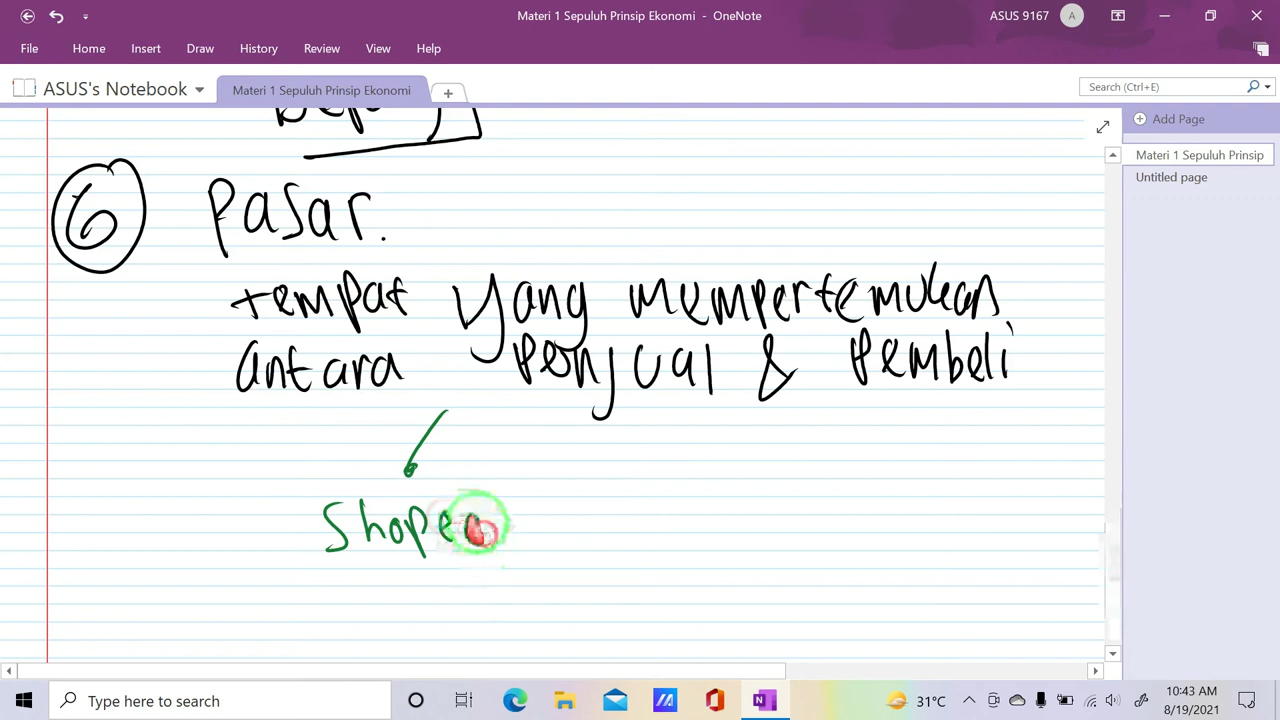 Materi 1 Sepuluh Prinsip Ekonomi - OneNote
ASUS 9167
A
File Home Insert Draw History Review View Help
ASUS's Notebook
Materi 1 Sepuluh Prinsip Ekonomi
Search (Ctrl+E)
Add Page
Materi 1 Sepuluh Prinsip
Untitled page
6 Pasar.
tempat yang mempertemukan
antara Penjual & Pembeli
Shope
Type here to search
31°C
10:43 AM
8/19/2021